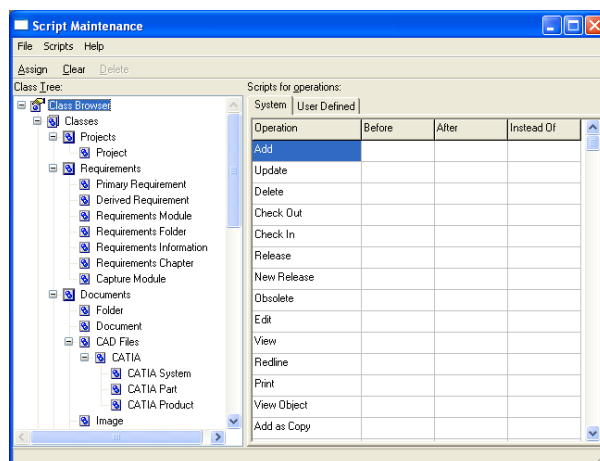 Script Maintenance
File Scripts Help
Assign Clear Delete
Class Tree:
Class Browser
Classes
Projects
Project
Requirements
Primary Requirement
Derived Requirement
Requirements Module
Requirements Folder
Requirements Information
Requirements Chapter
Capture Module
Documents
Folder
Document
CAD Files
CATIA
CATIA System
CATIA Part
CATIA Product
Image
Scripts for operations:
System User Defined
Operation Before After Instead Of
Add
Update
Delete
Check Out
Check In
Release
New Release
Obsolete
Edit
View
Redline
Print
View Object
Add as Copy